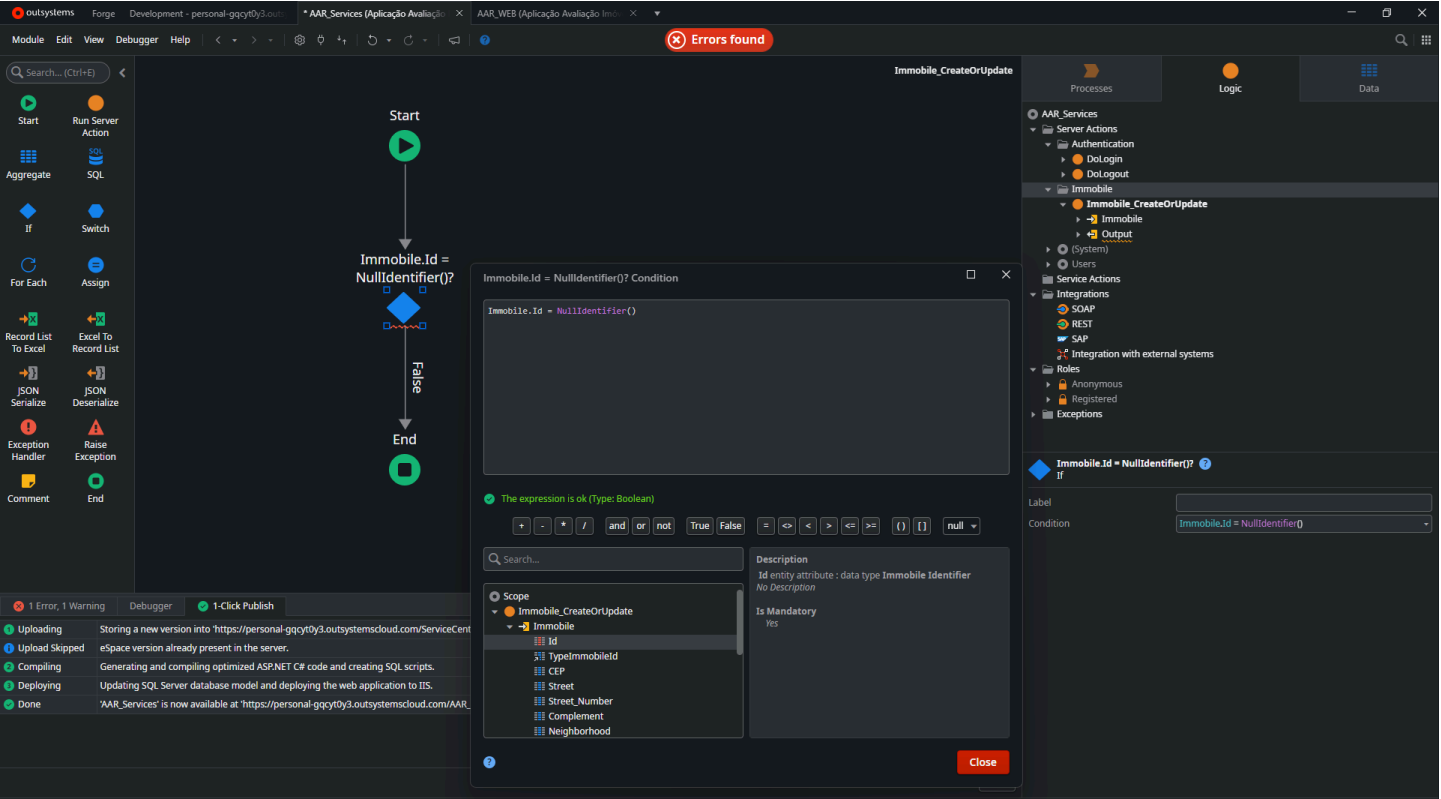 outsystems
Forge
Development - personal-gqcyt0y3.outs
* AAR_Services (Aplicação Avaliação
AAR_WEB (Aplicação Avaliação Imó
Module Edit View Debugger Help
Errors found
Search... (Ctrl+E)
Start
Run Server
Action
Aggregate
SQL
SQL
If
Switch
For Each
Assign
Record List
To Excel
Excel To
Record List
JSON
Serialize
JSON
Deserialize
Exception
Handler
Raise
Exception
Comment
End
Immobile_CreateOrUpdate
Start
Immobile.Id =
NullIdentifier()?
False
End
Immobile.Id = NullIdentifier()? Condition
Immobile.Id = NullIdentifier()
The expression is ok (Type: Boolean)
+ - * / and or not True False = <> < > <= >= () [] null
Search...
Scope
Immobile_CreateOrUpdate
Immobile
Id
TypeImmobileId
CEP
Street
Street_Number
Complement
Neighborhood
Description
Id entity attribute : data type Immobile Identifier
No Description
Is Mandatory
Yes
Close
1 Error, 1 Warning
Debugger
1-Click Publish
1 Uploading Storing a new version into 'https://personal-gqcyt0y3.outsystemscloud.com/ServiceCent
Upload Skipped eSpace version already present in the server.
2 Compiling Generating and compiling optimized ASP.NET C# code and creating SQL scripts.
3 Deploying Updating SQL Server database model and deploying the web application to IIS.
Done 'AAR_Services' is now available at 'https://personal-gqcyt0y3.outsystemscloud.com/AAR_
Processes
Logic
Data
AAR_Services
Server Actions
Authentication
DoLogin
DoLogout
Immobile
Immobile_CreateOrUpdate
Immobile
Output
(System)
Users
Service Actions
Integrations
SOAP
REST
SAP
SAP
Integration with external systems
Roles
Anonymous
Registered
Exceptions
Immobile.Id = NullIdentifier()?
If
Label
Condition Immobile.Id = NullIdentifier()